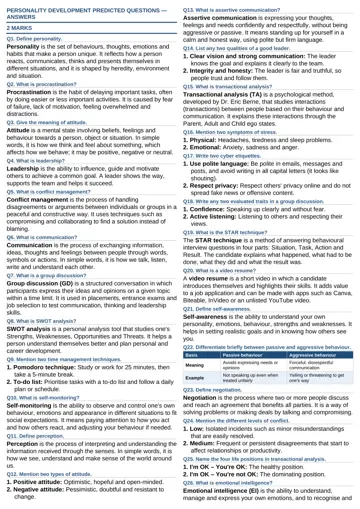 PERSONALITY DEVELOPMENT PREDICTED QUESTIONS —
ANSWERS
2 MARKS
Q1. Define personality.
Personality is the set of behaviours, thoughts, emotions and
habits that make a person unique. It reflects how a person
reacts, communicates, thinks and presents themselves in
different situations, and it is shaped by heredity, environment
and situation.
Q2. What is procrastination?
Procrastination is the habit of delaying important tasks, often
by doing easier or less important activities. It is caused by fear
of failure, lack of motivation, feeling overwhelmed and
distractions.
Q3. Give the meaning of attitude.
Attitude is a mental state involving beliefs, feelings and
behaviour towards a person, object or situation. In simple
words, it is how we think and feel about something, which
affects how we behave; it may be positive, negative or neutral.
Q4. What is leadership?
Leadership is the ability to influence, guide and motivate
others to achieve a common goal. A leader shows the way,
supports the team and helps it succeed.
Q5. What is conflict management?
Conflict management is the process of handling
disagreements or arguments between individuals or groups in a
peaceful and constructive way. It uses techniques such as
compromising and collaborating to find a solution instead of
blaming.
Q6. What is communication?
Communication is the process of exchanging information,
ideas, thoughts and feelings between people through words,
symbols or actions. In simple words, it is how we talk, listen,
write and understand each other.
Q7. What is a group discussion?
Group discussion (GD) is a structured conversation in which
participants express their ideas and opinions on a given topic
within a time limit. It is used in placements, entrance exams and
job selection to test communication, thinking and leadership
skills.
Q8. What is SWOT analysis?
SWOT analysis is a personal analysis tool that studies one's
Strengths, Weaknesses, Opportunities and Threats. It helps a
person understand themselves better and plan personal and
career development.
Q9. Mention two time management techniques.
1. Pomodoro technique: Study or work for 25 minutes, then
take a 5-minute break.
2. To-do list: Prioritise tasks with a to-do list and follow a daily
plan or schedule.
Q10. What is self-monitoring?
Self-monitoring is the ability to observe and control one's own
behaviour, emotions and appearance in different situations to fit
social expectations. It means paying attention to how you act
and how others react, and adjusting your behaviour if needed.
Q11. Define perception.
Perception is the process of interpreting and understanding the
information received through the senses. In simple words, it is
how we see, understand and make sense of the world around
us.
Q12. Mention two types of attitude.
1. Positive attitude: Optimistic, hopeful and open-minded.
2. Negative attitude: Pessimistic, doubtful and resistant to
change.
Q13. What is assertive communication?
Assertive communication is expressing your thoughts,
feelings and needs confidently and respectfully, without being
aggressive or passive. It means standing up for yourself in a
calm and honest way, using polite but firm language.
Q14. List any two qualities of a good leader.
1. Clear vision and strong communication: The leader
knows the goal and explains it clearly to the team.
2. Integrity and honesty: The leader is fair and truthful, so
people trust and follow them.
Q15. What is transactional analysis?
Transactional analysis (TA) is a psychological method,
developed by Dr. Eric Berne, that studies interactions
(transactions) between people based on their behaviour and
communication. It explains these interactions through the
Parent, Adult and Child ego states.
Q16. Mention two symptoms of stress.
1. Physical: Headaches, tiredness and sleep problems.
2. Emotional: Anxiety, sadness and anger.
Q17. Write two cyber etiquettes.
1. Use polite language: Be polite in emails, messages and
posts, and avoid writing in all capital letters (it looks like
shouting).
2. Respect privacy: Respect others' privacy online and do not
spread fake news or offensive content.
Q18. Write any two skills evaluated in a group discussion.
1. Confidence: Speaking up clearly and without fear.
2. Active listening: Listening to others and respecting their
views.
Q19. What is the STAR technique?
The STAR technique is a method of answering behavioural
interview questions in four parts: Situation, Task, Action and
Result. The candidate explains what happened, what had to be
done, what they did and what the result was.
Q20. What is a video resume?
A video resume is a short video in which a candidate
introduces themselves and highlights their skills. It adds value
to a job application and can be made with apps such as Canva,
Biteable, InVideo or an unlisted YouTube video.
Q21. Define self-awareness.
Self-awareness is the ability to understand your own
personality, emotions, behaviour, strengths and weaknesses. It
helps in setting realistic goals and in knowing how others see
you.
Q22. Differentiate briefly between passive and aggressive behaviour.
Basis Passive behaviour Aggressive behaviour
Meaning Avoids expressing needs or opinions Forceful, disrespectful communication
Example Not speaking up even when treated unfairly Yelling or threatening to get one's way
Q23. Define negotiation.
Negotiation is the process where two or more people discuss
and reach an agreement that benefits all parties. It is a way of
solving problems or making deals by talking and compromising.
Q24. Mention the different levels of conflict.
1. Low: Isolated incidents such as minor misunderstandings
that are easily resolved.
2. Medium: Frequent or persistent disagreements that start to
affect relationships or productivity.
Q25. Name the four life positions in transactional analysis.
1. I'm OK – You're OK: The healthy position.
2. I'm OK – You're not OK: The dominating position.
Q26. What is emotional intelligence?
Emotional intelligence (EI) is the ability to understand,
manage and express your own emotions, and to recognise and